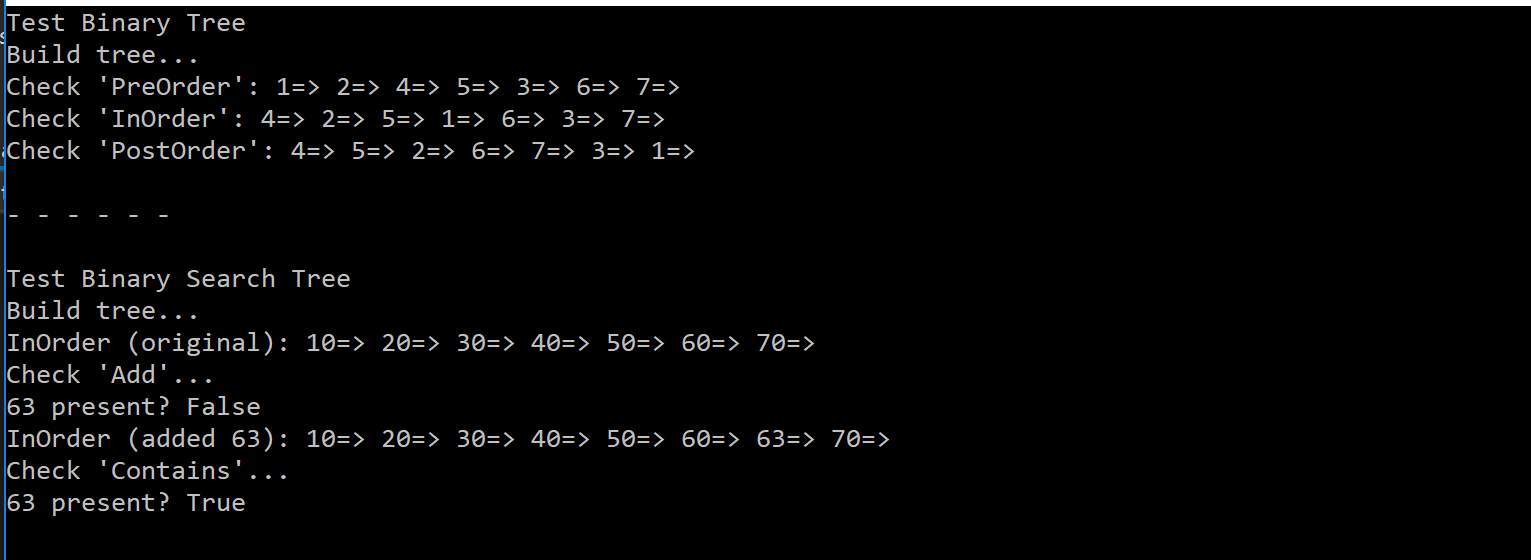 Test Binary Tree
Build tree...
Check 'PreOrder': 1=> 2=> 4=> 5=> 3=> 6=> 7=>
Check 'InOrder': 4=> 2=> 5=> 1=> 6=> 3=> 7=>
Check 'PostOrder': 4=> 5=> 2=> 6=> 7=> 3=> 1=>
- - - - - -
Test Binary Search Tree
Build tree...
InOrder (original): 10=> 20=> 30=> 40=> 50=> 60=> 70=>
Check 'Add'...
63 present? False
InOrder (added 63): 10=> 20=> 30=> 40=> 50=> 60=> 63=> 70=>
Check 'Contains'...
63 present? True